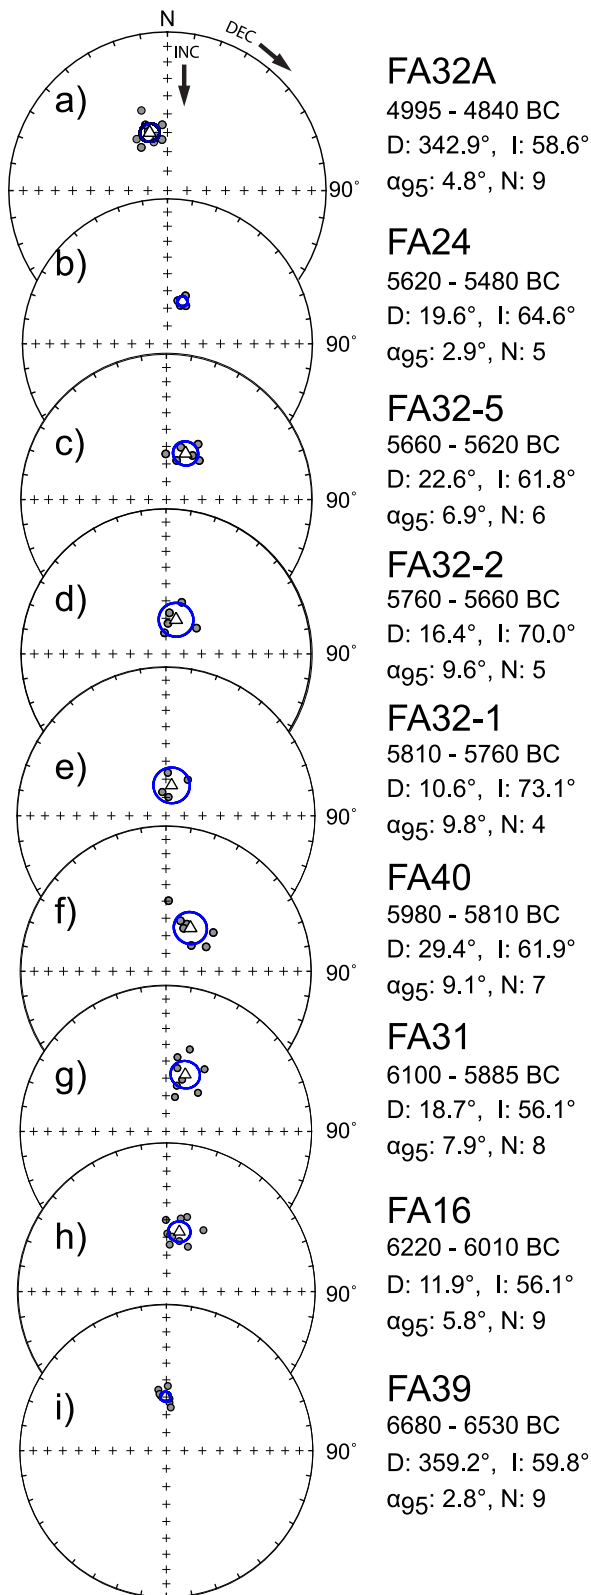 N
DEC
INC
a)
90°
FA32A
4995 - 4840 BC
D: 342.9°, I: 58.6°
α95: 4.8°, N: 9
b)
90°
FA24
5620 - 5480 BC
D: 19.6°, I: 64.6°
α95: 2.9°, N: 5
c)
90°
FA32-5
5660 - 5620 BC
D: 22.6°, I: 61.8°
α95: 6.9°, N: 6
d)
90°
FA32-2
5760 - 5660 BC
D: 16.4°, I: 70.0°
α95: 9.6°, N: 5
e)
90°
FA32-1
5810 - 5760 BC
D: 10.6°, I: 73.1°
α95: 9.8°, N: 4
f)
90°
FA40
5980 - 5810 BC
D: 29.4°, I: 61.9°
α95: 9.1°, N: 7
g)
90°
FA31
6100 - 5885 BC
D: 18.7°, I: 56.1°
α95: 7.9°, N: 8
h)
90°
FA16
6220 - 6010 BC
D: 11.9°, I: 56.1°
α95: 5.8°, N: 9
i)
90°
FA39
6680 - 6530 BC
D: 359.2°, I: 59.8°
α95: 2.8°, N: 9